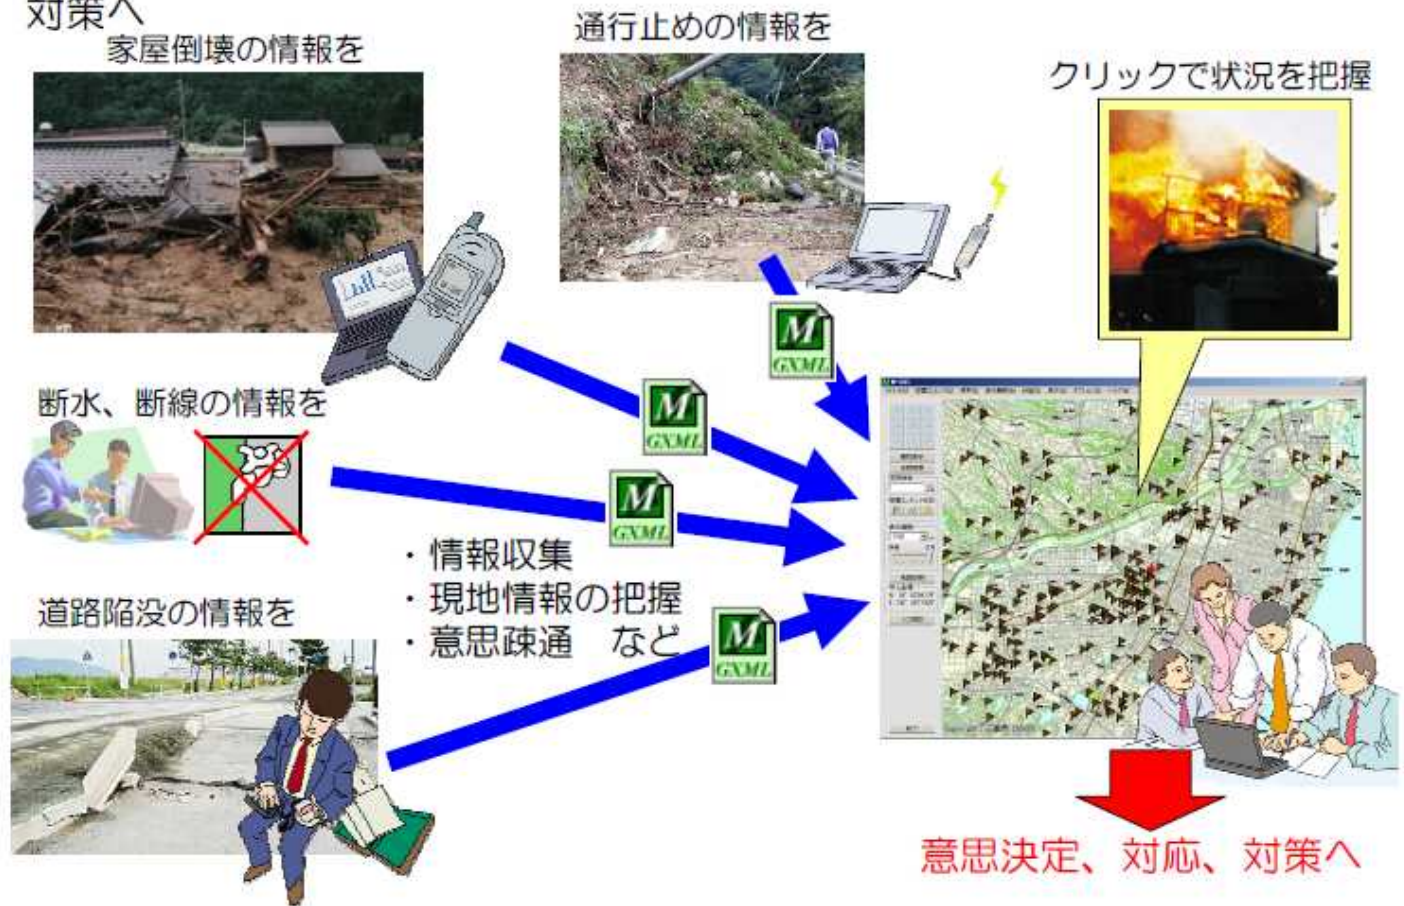 対策へ
家屋倒壊の情報を
通行止めの情報を
クリックで状況を把握
M
GXML
M
GXML
断水、断線の情報を
M
GXML
・情報収集
・現地情報の把握
・意思疎通　など
道路陥没の情報を
M
GXML
意思決定、対応、対策へ